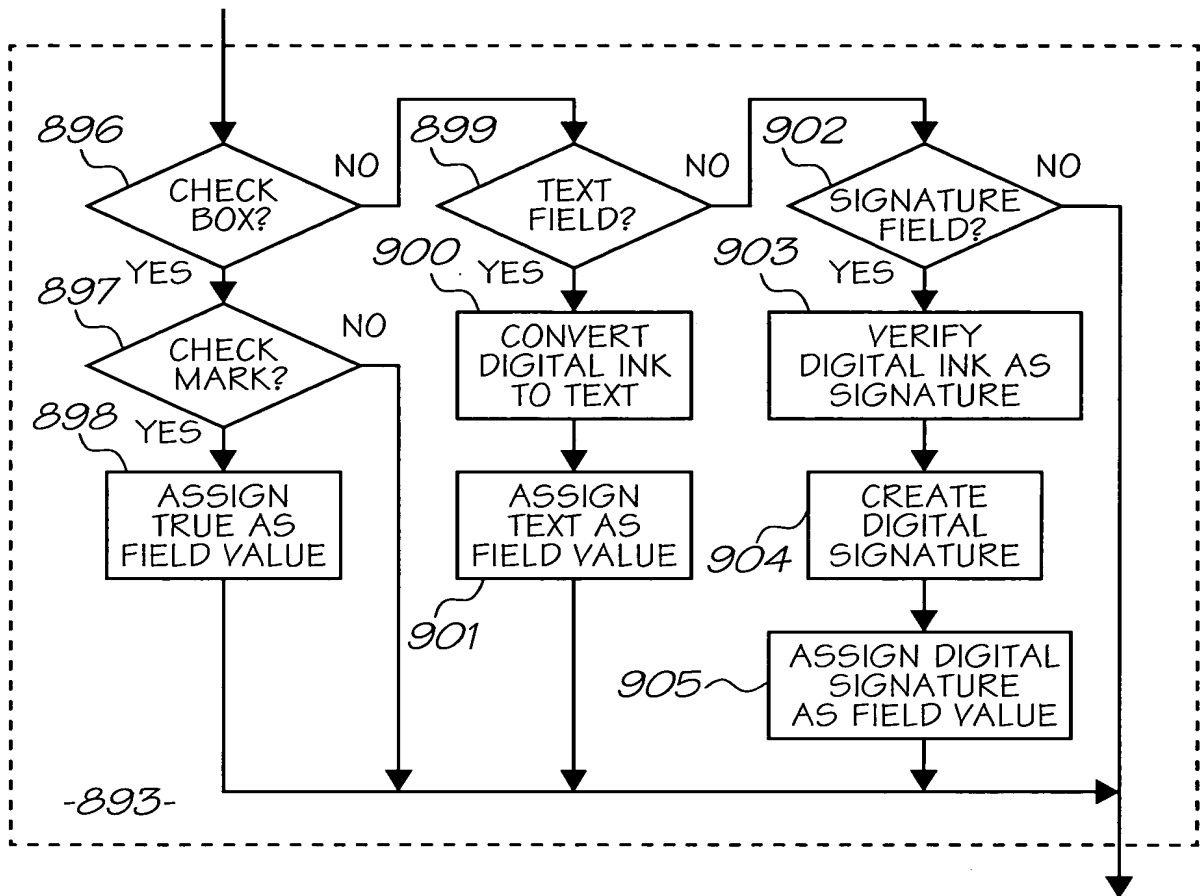 896
CHECK
BOX?
NO
YES
897
CHECK
MARK?
NO
898
YES
ASSIGN
TRUE AS
FIELD VALUE
899
TEXT
FIELD?
NO
900
YES
CONVERT
DIGITAL INK
TO TEXT
ASSIGN
TEXT AS
FIELD VALUE
901
902
SIGNATURE
FIELD?
NO
903
YES
VERIFY
DIGITAL INK AS
SIGNATURE
CREATE
DIGITAL
SIGNATURE
904
905
ASSIGN DIGITAL
SIGNATURE
AS FIELD VALUE
-893-